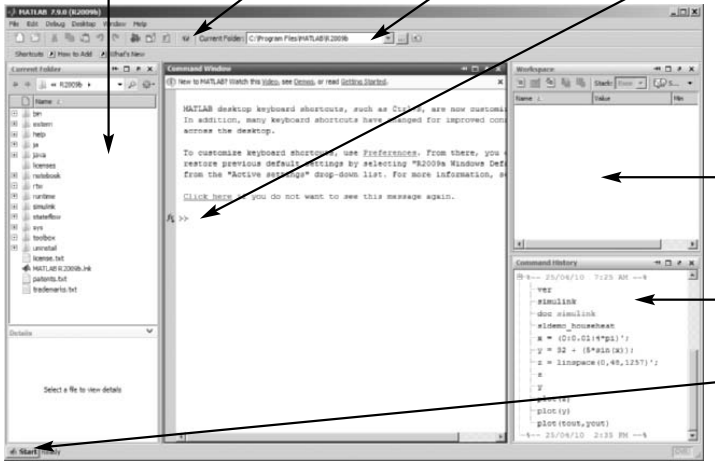 MATLAB 7.9.0 (R2009b)
File Edit Debug Desktop Window Help
Current Folder: C:\Program Files\MATLAB\R2009b
Shortcuts How to Add What's New
Current Folder
« R2009b
Name
bin
extern
help
ja
java
licenses
notebook
rtw
runtime
simulink
stateflow
sys
toolbox
uninstall
license.txt
MATLAB R2009b.lnk
patents.txt
trademarks.txt
Details
Select a file to view details
Start Ready
Command Window
New to MATLAB? Watch this Video, see Demos, or read Getting Started.
MATLAB desktop keyboard shortcuts, such as Ctrl+S, are now customi
In addition, many keyboard shortcuts have changed for improved con
across the desktop.
To customize keyboard shortcuts, use Preferences. From there, you
restore previous default settings by selecting "R2009a Windows Def
from the "Active settings" drop-down list. For more information, s
Click here if you do not want to see this message again.
fx >>
Workspace
Stack: Base
Name Value Min
Command History
%-- 25/06/10 7:25 AM --%
ver
simulink
doc simulink
sldemo_househeat
x = (0:0.01:4*pi)';
y = 92 + (5*sin(x));
z = linspace(0,48,1257)';
z
y
plot(z)
plot(y)
plot(tout,yout)
%-- 25/06/10 2:35 PM --%